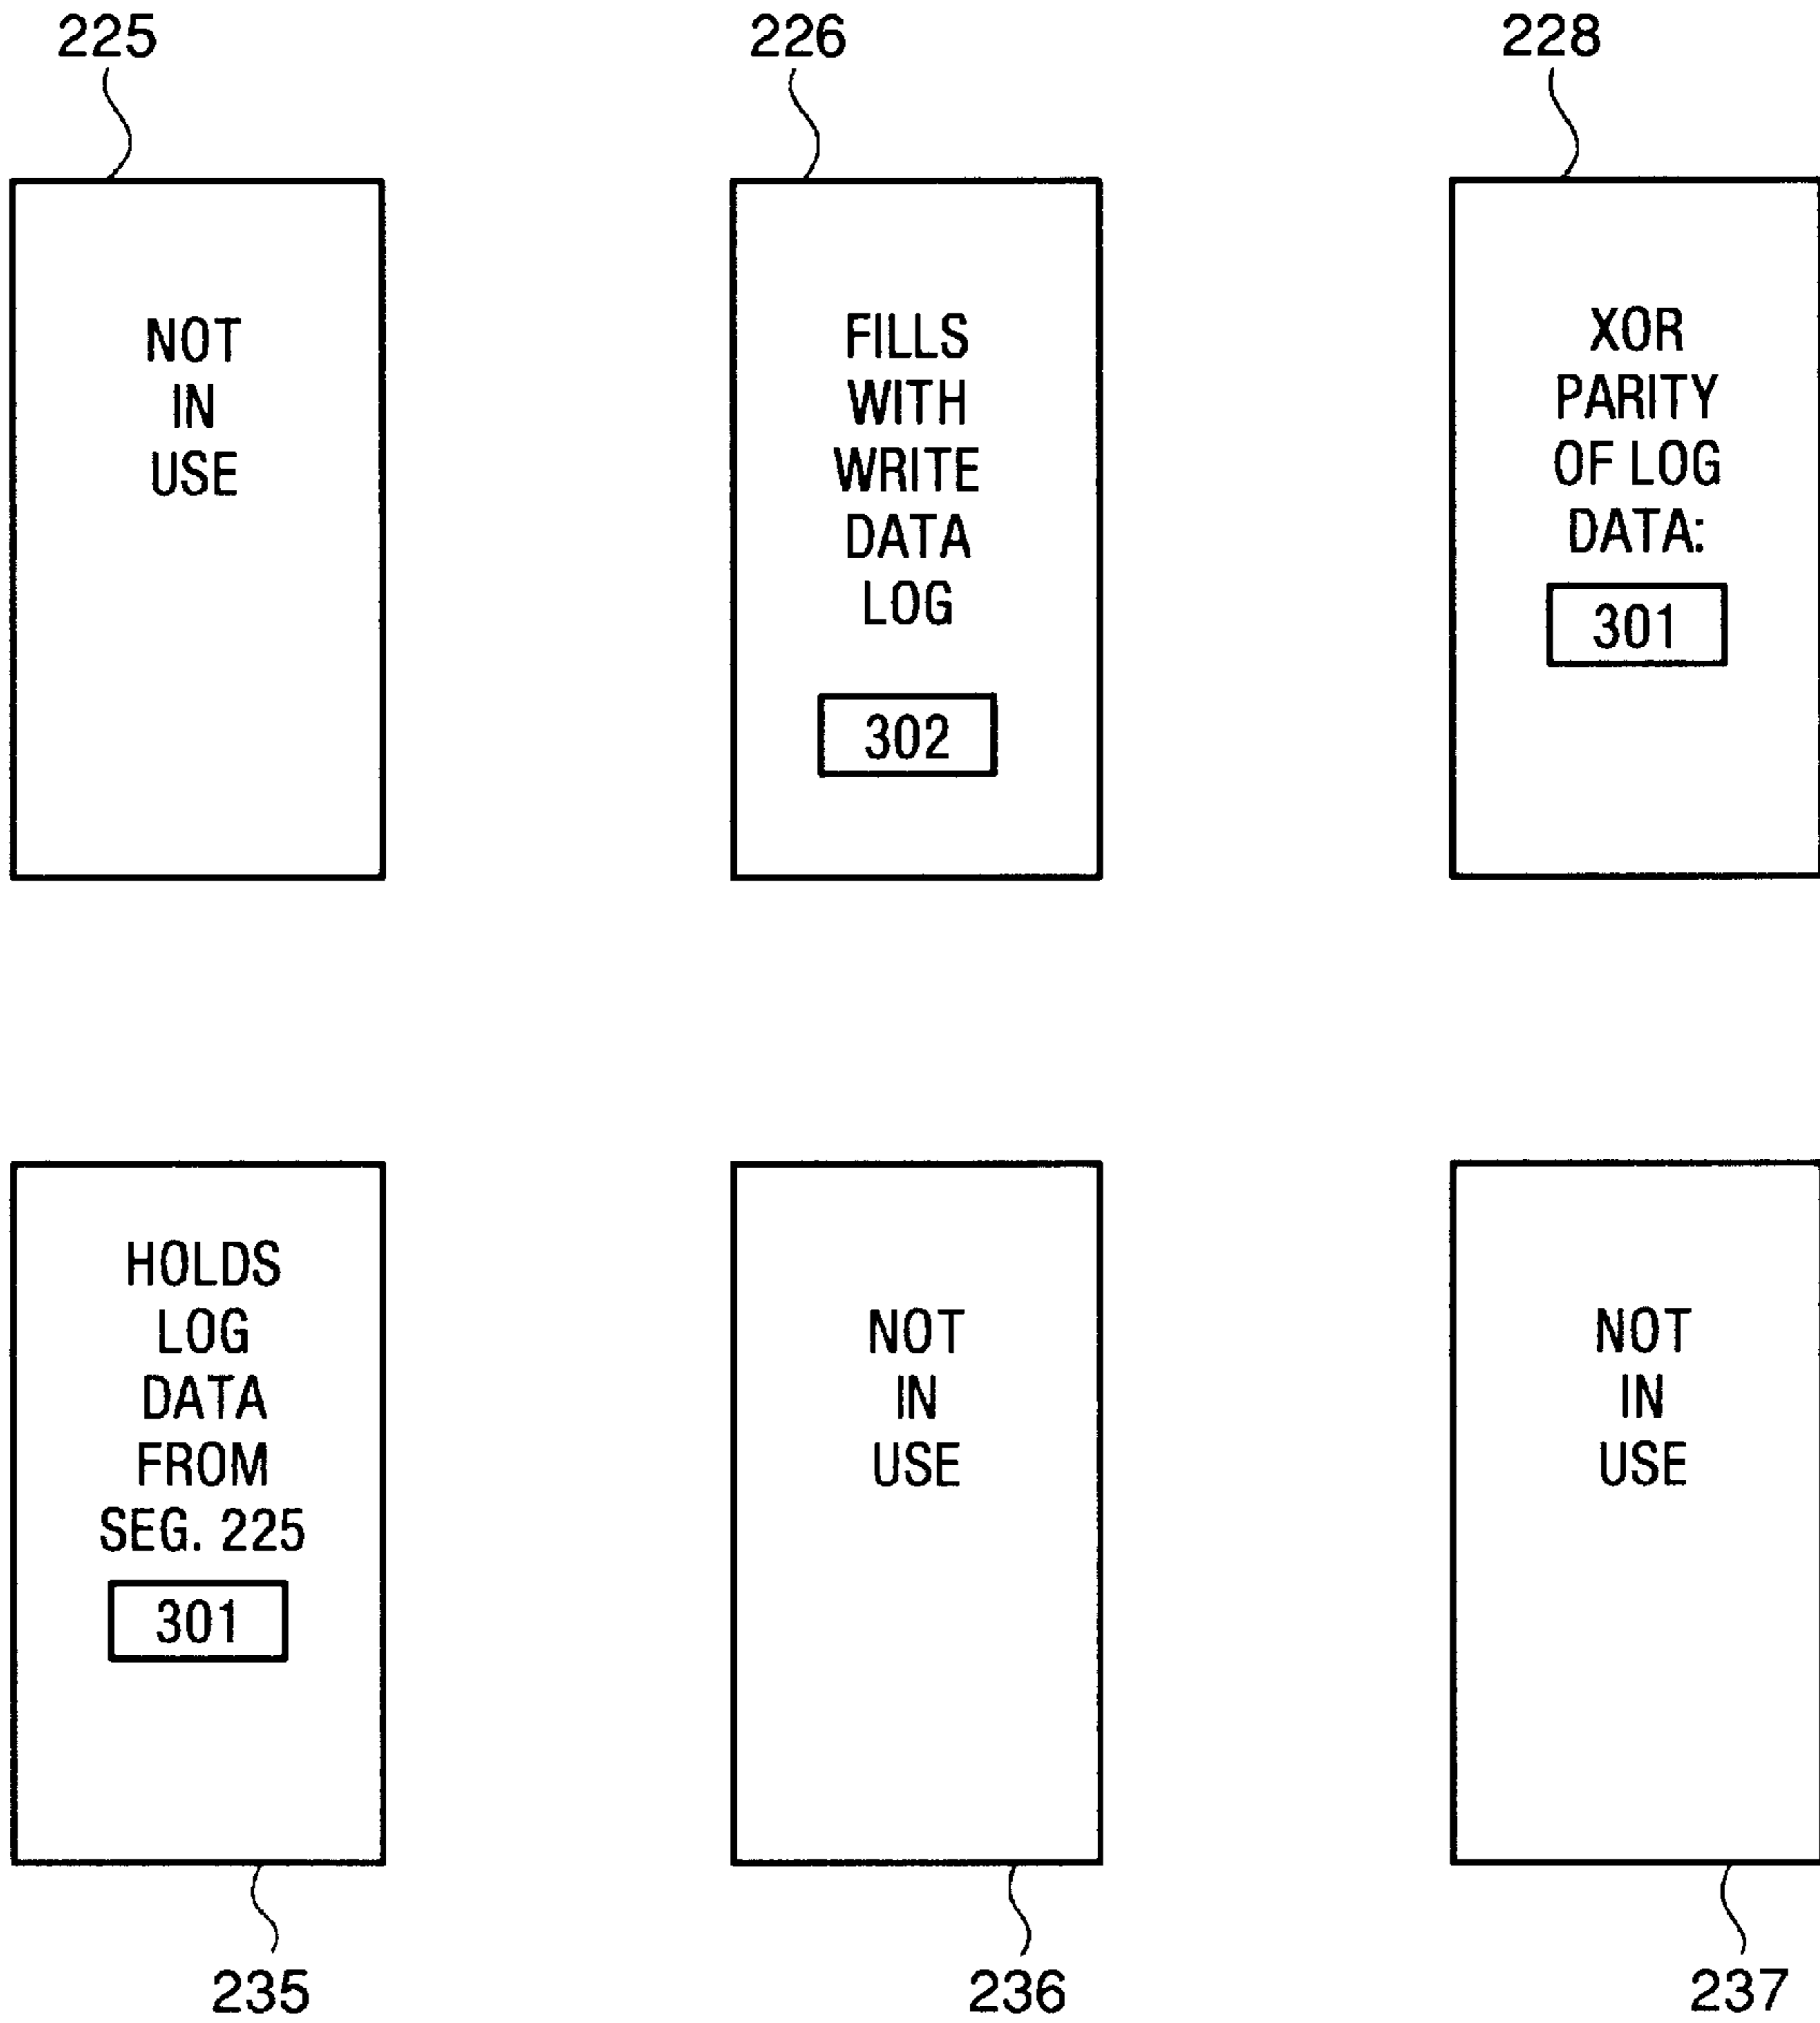 225
226
228
NOT
IN
USE
FILLS
WITH
WRITE
DATA
LOG
302
XOR
PARITY
OF LOG
DATA:
301
HOLDS
LOG
DATA
FROM
SEG. 225
301
NOT
IN
USE
NOT
IN
USE
235
236
237